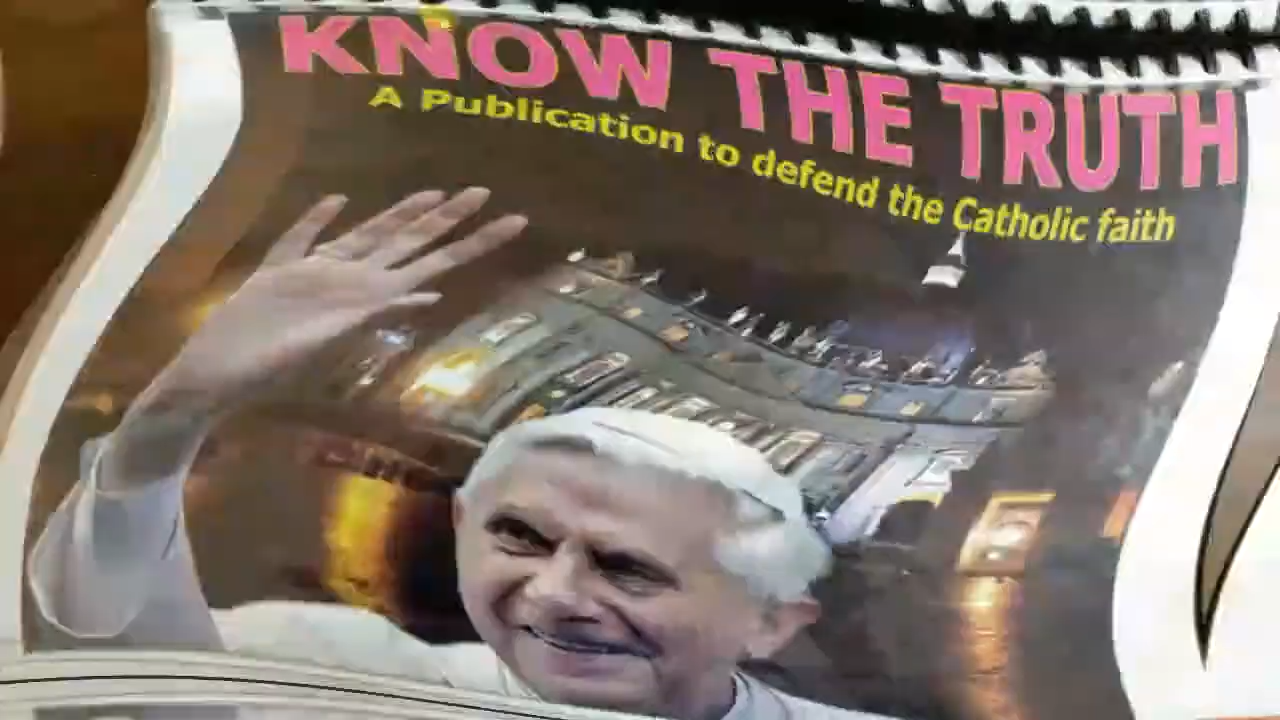 KNOW THE TRUTH
A Publication to defend the Catholic faith